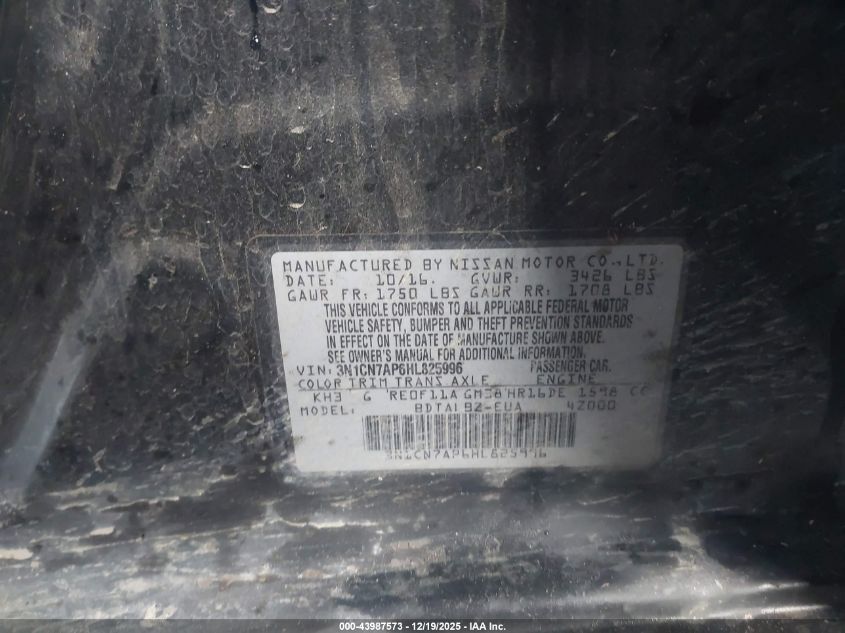 MANUFACTURED BY NISSAN MOTOR CO.,LTD.
DATE: 10/16. GVWR: 3426 LBS
GAWR FR: 1750 LBS GAWR RR: 1708 LBS
THIS VEHICLE CONFORMS TO ALL APPLICABLE FEDERAL MOTOR
VEHICLE SAFETY, BUMPER AND THEFT PREVENTION STANDARDS
IN EFFECT ON THE DATE OF MANUFACTURE SHOWN ABOVE.
SEE OWNER'S MANUAL FOR ADDITIONAL INFORMATION.
VIN: 3N1CN7AP6HL825996 PASSENGER CAR.
COLOR TRIM TRANS AXLE ENGINE
KH3 G RE0F11A GM38 HR16DE 1598 CC
MODEL: BDTALBZ-EUA 4Z000
3N1CN7AP6HL825996
000-43987573 - 12/19/2025 - IAA Inc.